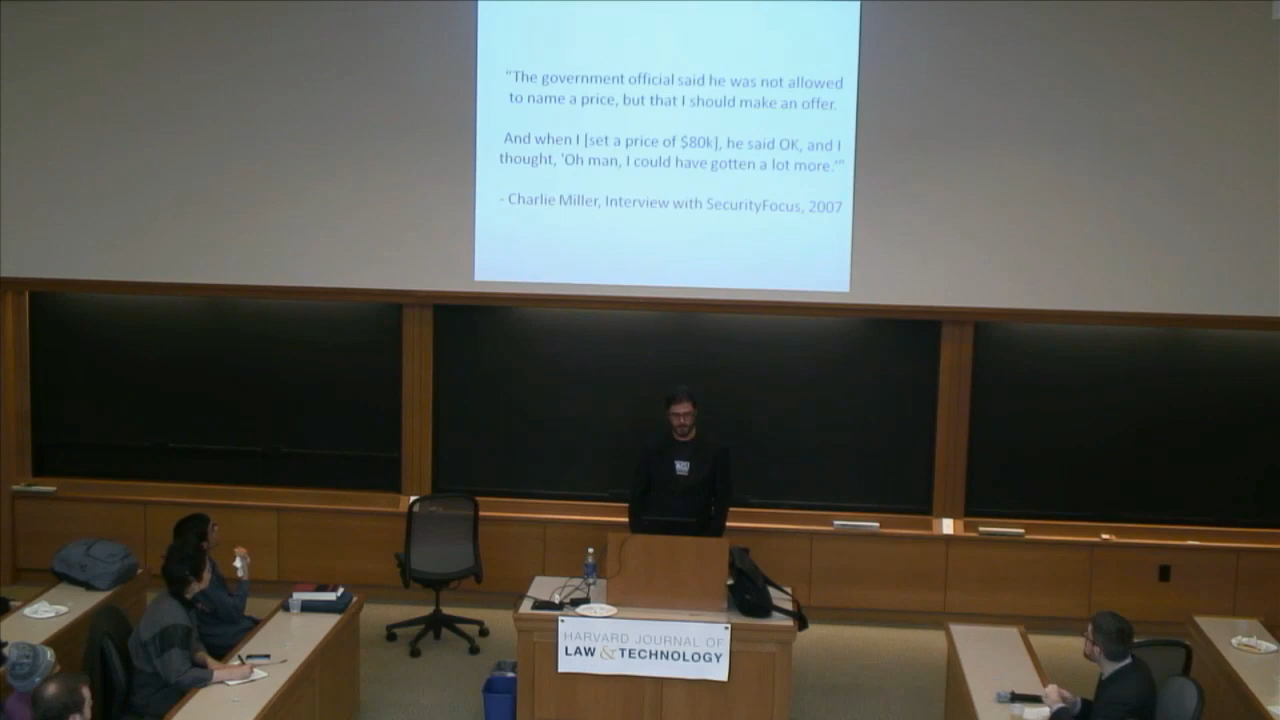 “The government official said he was not allowed
to name a price, but that I should make an offer.
And when I [set a price of $80k], he said OK, and I
thought, 'Oh man, I could have gotten a lot more.'”
- Charlie Miller, Interview with SecurityFocus, 2007
HARVARD JOURNAL OF
LAW & TECHNOLOGY